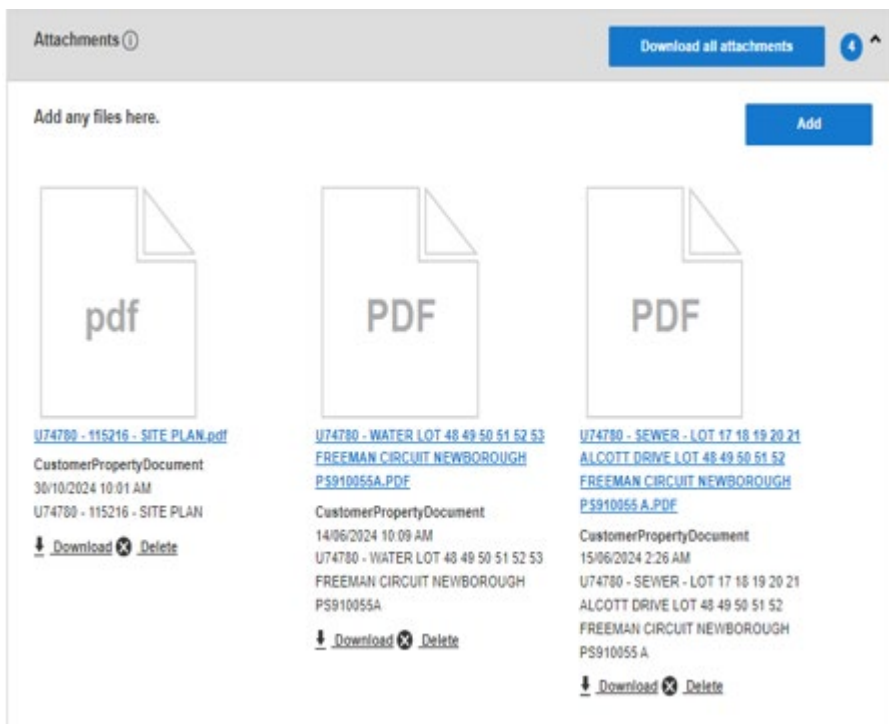 Attachments
Download all attachments
4
Add any files here.
Add
pdf
U74780 - 115216 - SITE PLAN.pdf
CustomerPropertyDocument
30/10/2024 10:01 AM
U74780 - 115216 - SITE PLAN
Download Delete
PDF
U74780 - WATER LOT 48 49 50 51 52 53
FREEMAN CIRCUIT NEWBOROUGH
PS910055A.PDF
CustomerPropertyDocument
14/06/2024 10:09 AM
U74780 - WATER LOT 48 49 50 51 52 53
FREEMAN CIRCUIT NEWBOROUGH
PS910055A
Download Delete
PDF
U74780 - SEWER - LOT 17 18 19 20 21
ALCOTT DRIVE LOT 48 49 50 51 52
FREEMAN CIRCUIT NEWBOROUGH
PS910055 A.PDF
CustomerPropertyDocument
15/06/2024 2:26 AM
U74780 - SEWER - LOT 17 18 19 20 21
ALCOTT DRIVE LOT 48 49 50 51 52
FREEMAN CIRCUIT NEWBOROUGH
PS910055 A
Download Delete